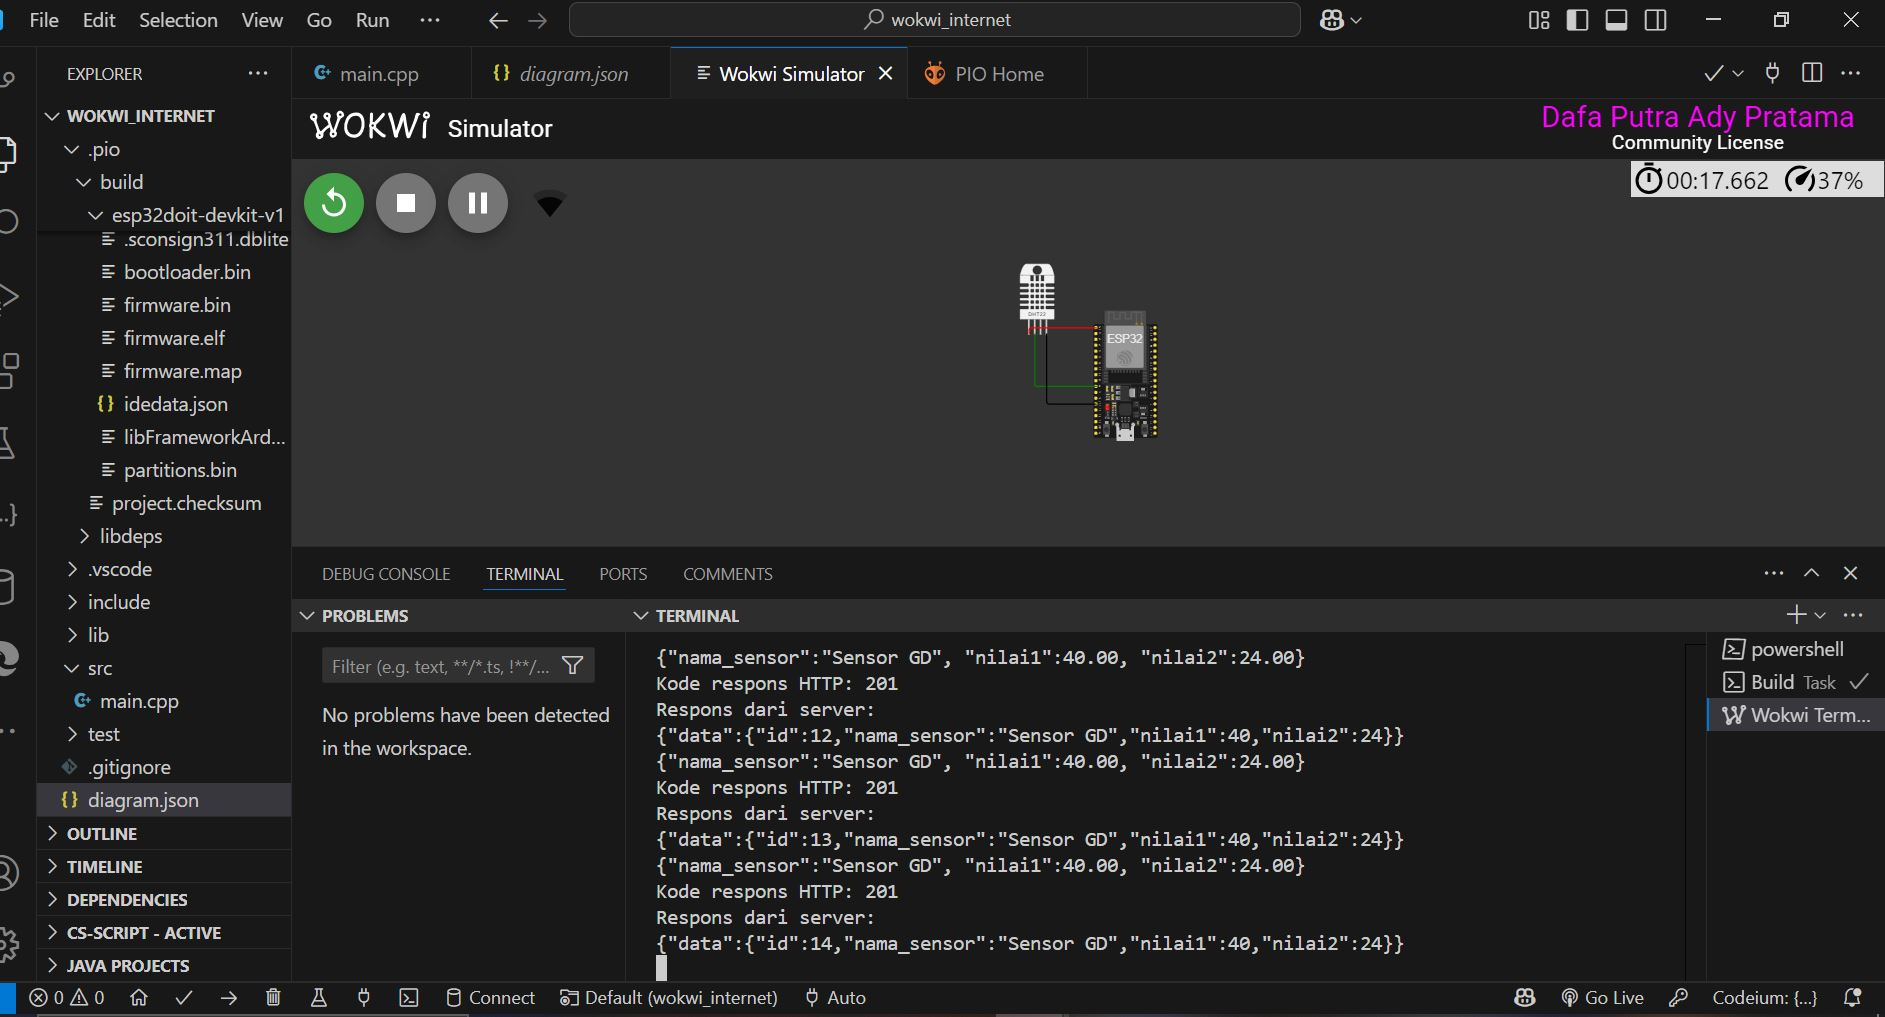 File Edit Selection View Go Run ···
wokwi_internet
EXPLORER ···
main.cpp
diagram.json
Wokwi Simulator
PIO Home
WOKWI_INTERNET
.pio
build
esp32doit-devkit-v1
.sconsign311.dblite
bootloader.bin
firmware.bin
firmware.elf
firmware.map
idedata.json
libFrameworkArd...
partitions.bin
project.checksum
libdeps
.vscode
include
lib
src
main.cpp
test
.gitignore
diagram.json
OUTLINE
TIMELINE
DEPENDENCIES
CS-SCRIPT - ACTIVE
JAVA PROJECTS
WOKWi Simulator
Dafa Putra Ady Pratama
Community License
00:17.662 37%
DHT22
ESP32
DEBUG CONSOLE TERMINAL PORTS COMMENTS
PROBLEMS
Filter (e.g. text, **/*.ts, !**/...
No problems have been detected
in the workspace.
TERMINAL
{"nama_sensor":"Sensor GD", "nilai1":40.00, "nilai2":24.00}
Kode respons HTTP: 201
Respons dari server:
{"data":{"id":12,"nama_sensor":"Sensor GD","nilai1":40,"nilai2":24}}
{"nama_sensor":"Sensor GD", "nilai1":40.00, "nilai2":24.00}
Kode respons HTTP: 201
Respons dari server:
{"data":{"id":13,"nama_sensor":"Sensor GD","nilai1":40,"nilai2":24}}
{"nama_sensor":"Sensor GD", "nilai1":40.00, "nilai2":24.00}
Kode respons HTTP: 201
Respons dari server:
{"data":{"id":14,"nama_sensor":"Sensor GD","nilai1":40,"nilai2":24}}
powershell
Build Task
Wokwi Term...
0 0
Connect
Default (wokwi_internet)
Auto
Go Live
Codeium: {...}